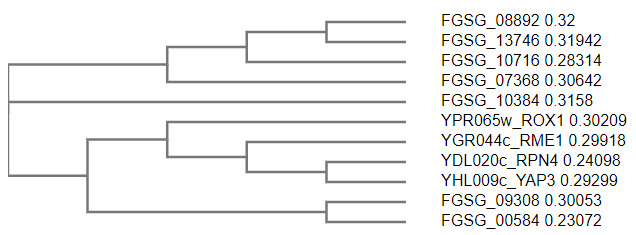 FGSG_08892 0.32
FGSG_13746 0.31942
FGSG_10716 0.28314
FGSG_07368 0.30642
FGSG_10384 0.3158
YPR065w_ROX1 0.30209
YGR044c_RME1 0.29918
YDL020c_RPN4 0.24098
YHL009c_YAP3 0.29299
FGSG_09308 0.30053
FGSG_00584 0.23072